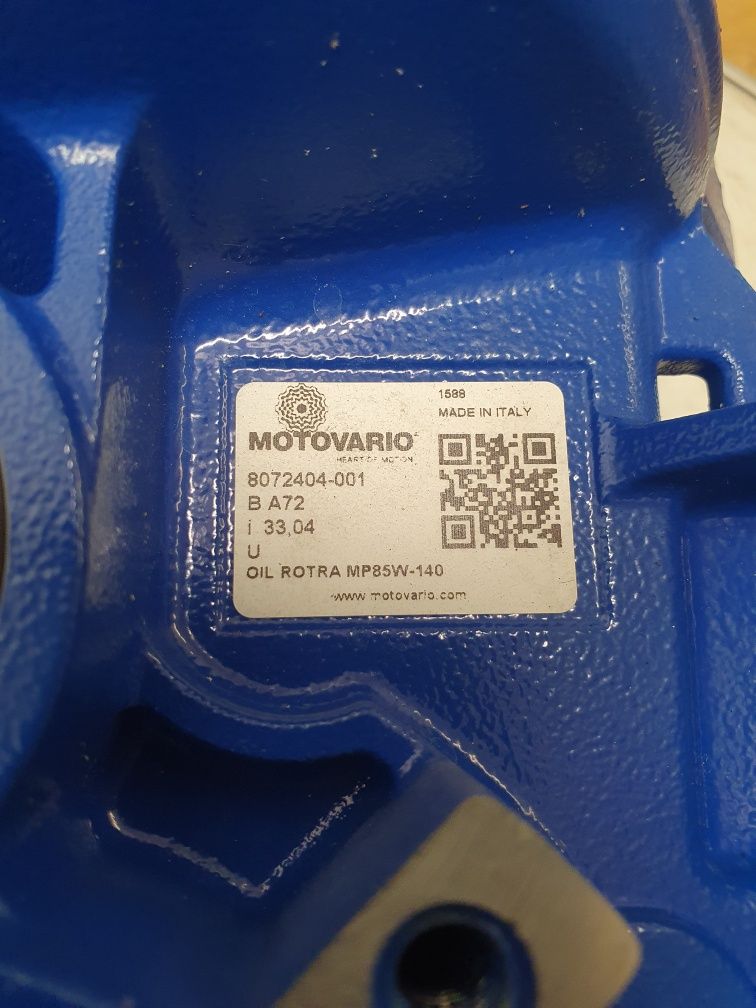 1588
MADE IN ITALY
MOTOVARIO
HEART OF MOTION
8072404-001
B A72
i 33,04
U
OIL ROTRA MP85W-140
www.motovario.com